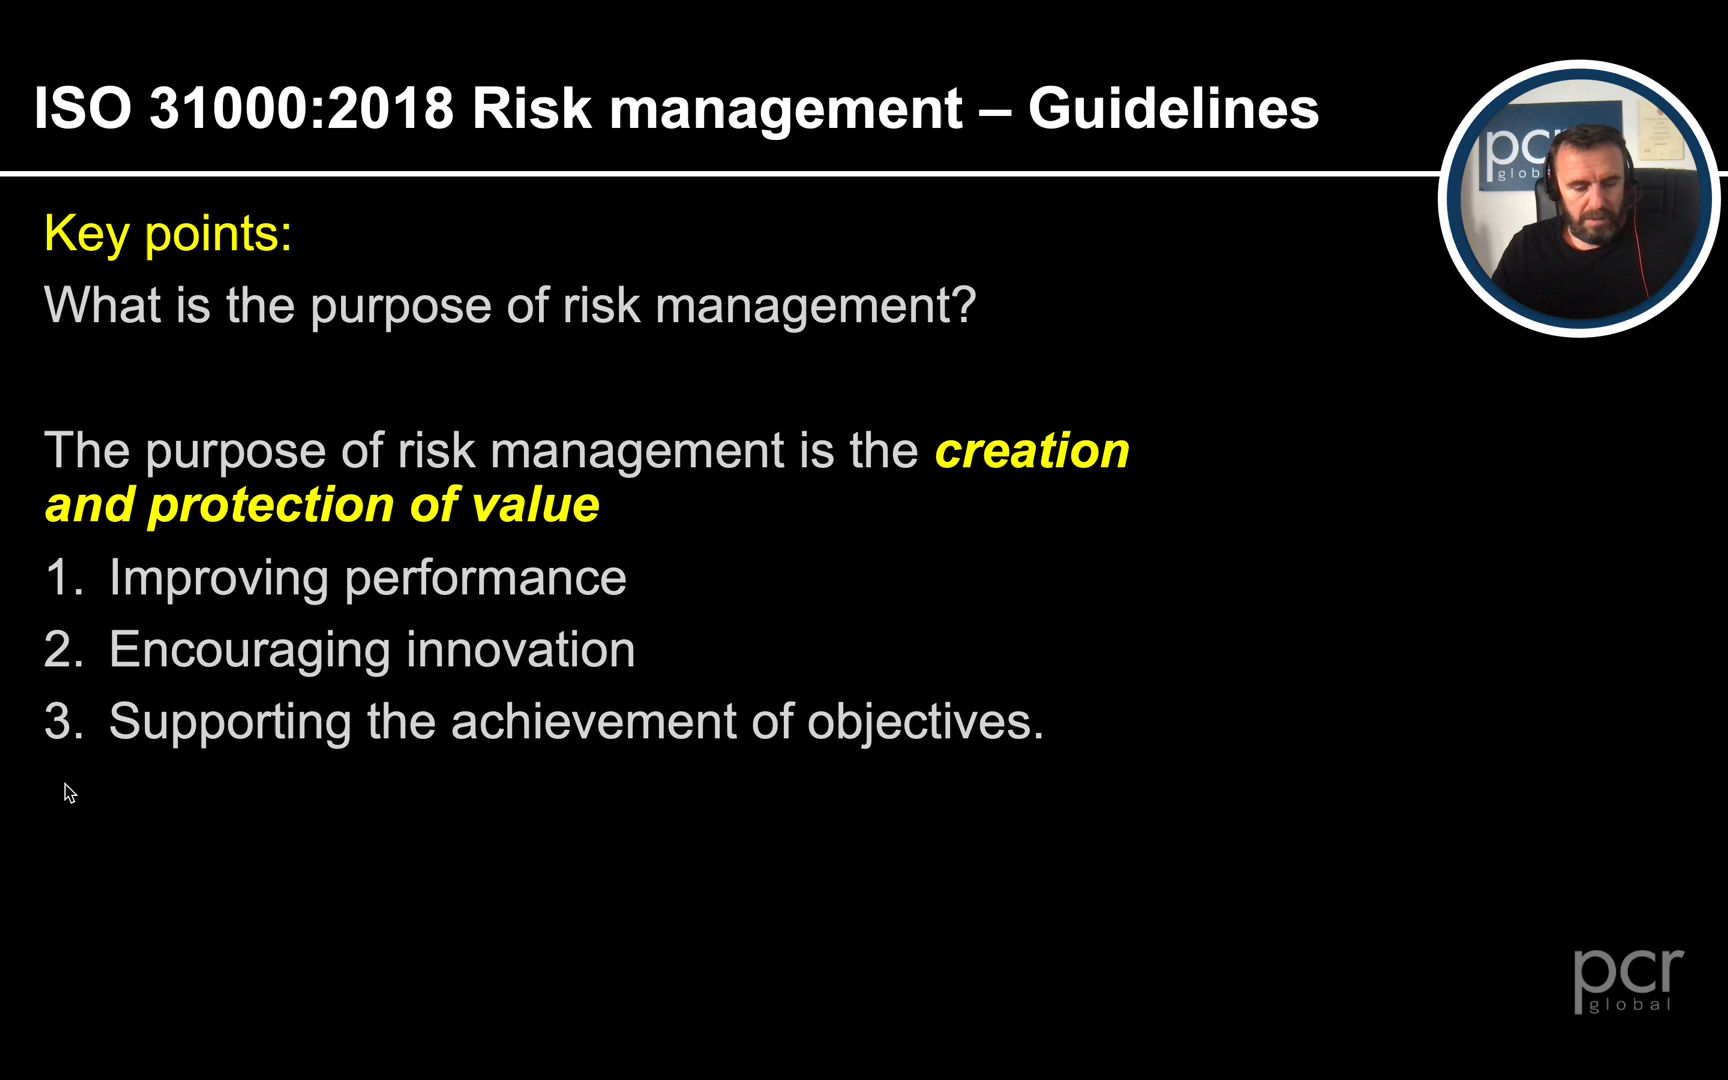 ISO 31000:2018 Risk management – Guidelines
Key points:
What is the purpose of risk management?
The purpose of risk management is the creation
and protection of value
1. Improving performance
2. Encouraging innovation
3. Supporting the achievement of objectives.
pcr
global